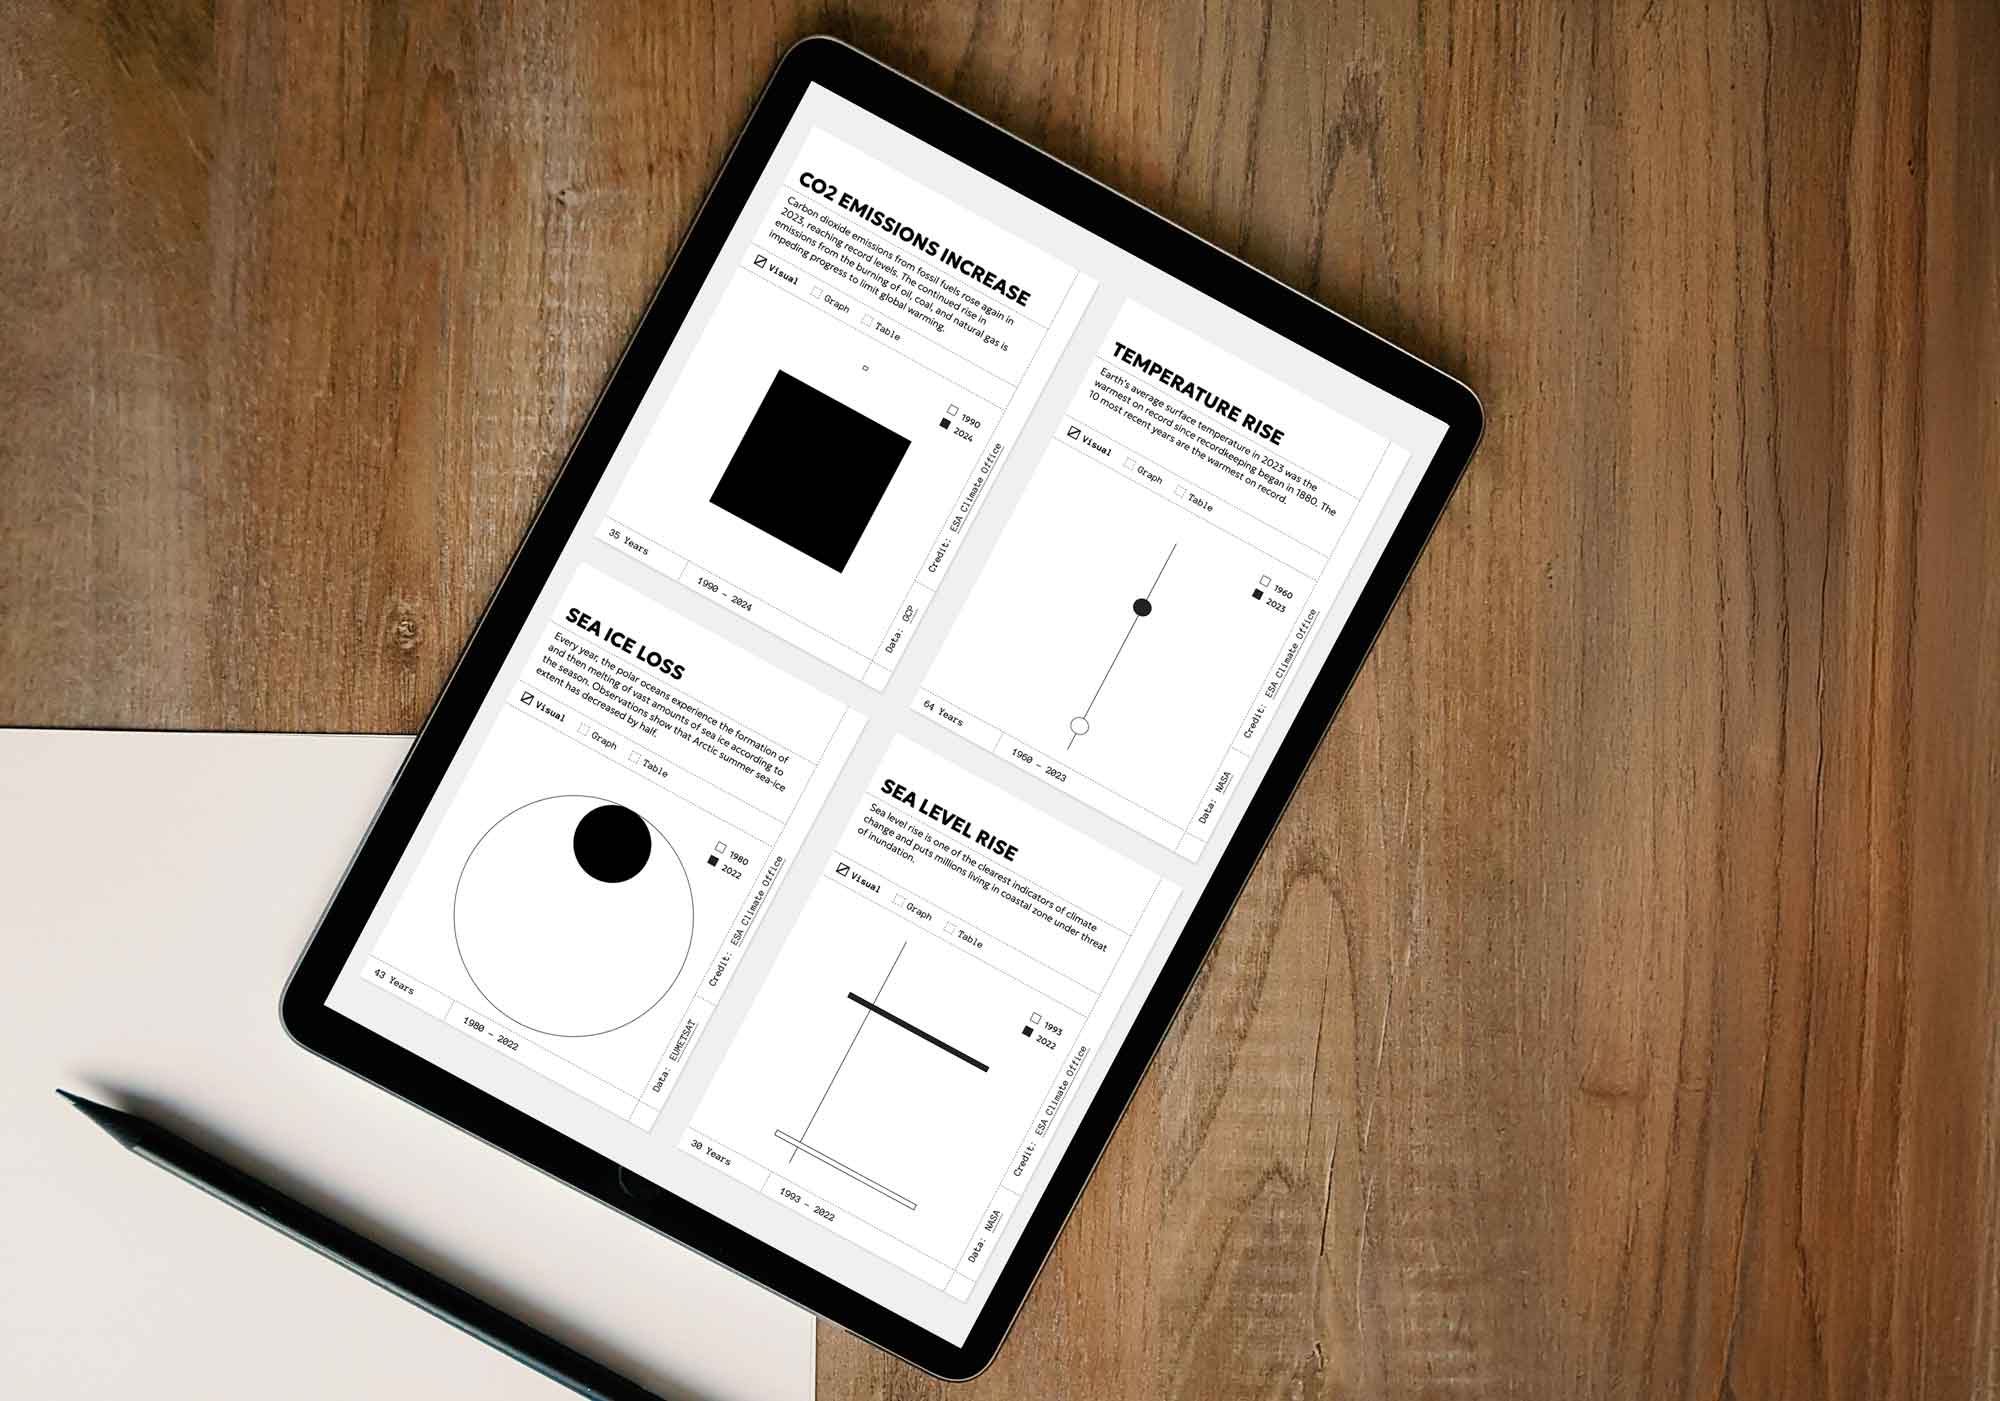 CO2 EMISSIONS INCREASE
Carbon dioxide emissions from fossil fuels rose again in
2023, reaching record levels. The continued rise in
emissions from the burning of oil, coal, and natural gas is
impeding progress to limit global warming.
Visual
Graph
Table
1990
2024
35 Years
1990 – 2024
Credit: ESA Climate Office
Data: GCP
TEMPERATURE RISE
Earth's average surface temperature in 2023 was the
warmest on record since recordkeeping began in 1880. The
10 most recent years are the warmest on record.
Visual
Graph
Table
1960
2023
64 Years
1960 – 2023
Credit: ESA Climate Office
Data: NASA
SEA ICE LOSS
Every year, the polar oceans experience the formation of
and then melting of vast amounts of sea ice according to
the season. Observations show that Arctic summer sea-ice
extent has decreased by half.
Visual
Graph
Table
1980
2022
43 Years
1980 – 2022
Credit: ESA Climate Office
Data: EUMETSAT
SEA LEVEL RISE
Sea level rise is one of the clearest indicators of climate
change and puts millions living in coastal zone under threat
of inundation.
Visual
Graph
Table
1993
2022
30 Years
1993 – 2022
Credit: ESA Climate Office
Data: NASA